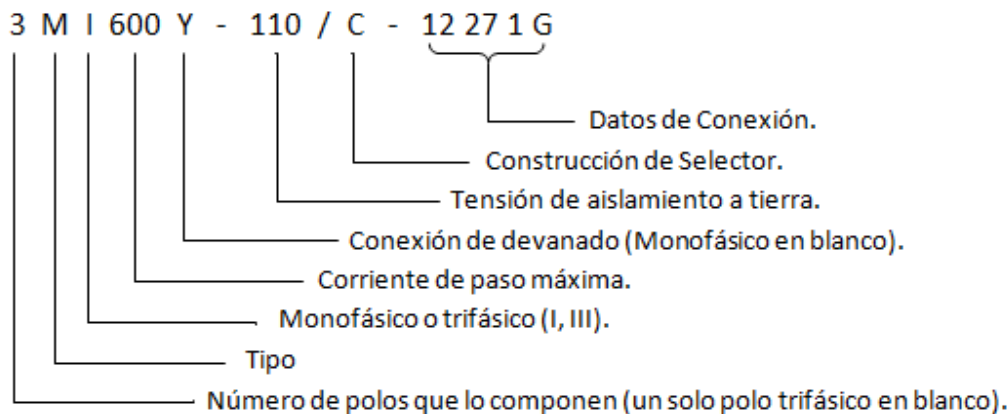 3 M I 600 Y - 110 / C - 12 27 1 G
Datos de Conexión.
Construcción de Selector.
Tensión de aislamiento a tierra.
Conexión de devanado (Monofásico en blanco).
Corriente de paso máxima.
Monofásico o trifásico (I, III).
Tipo
Número de polos que lo componen (un solo polo trifásico en blanco).